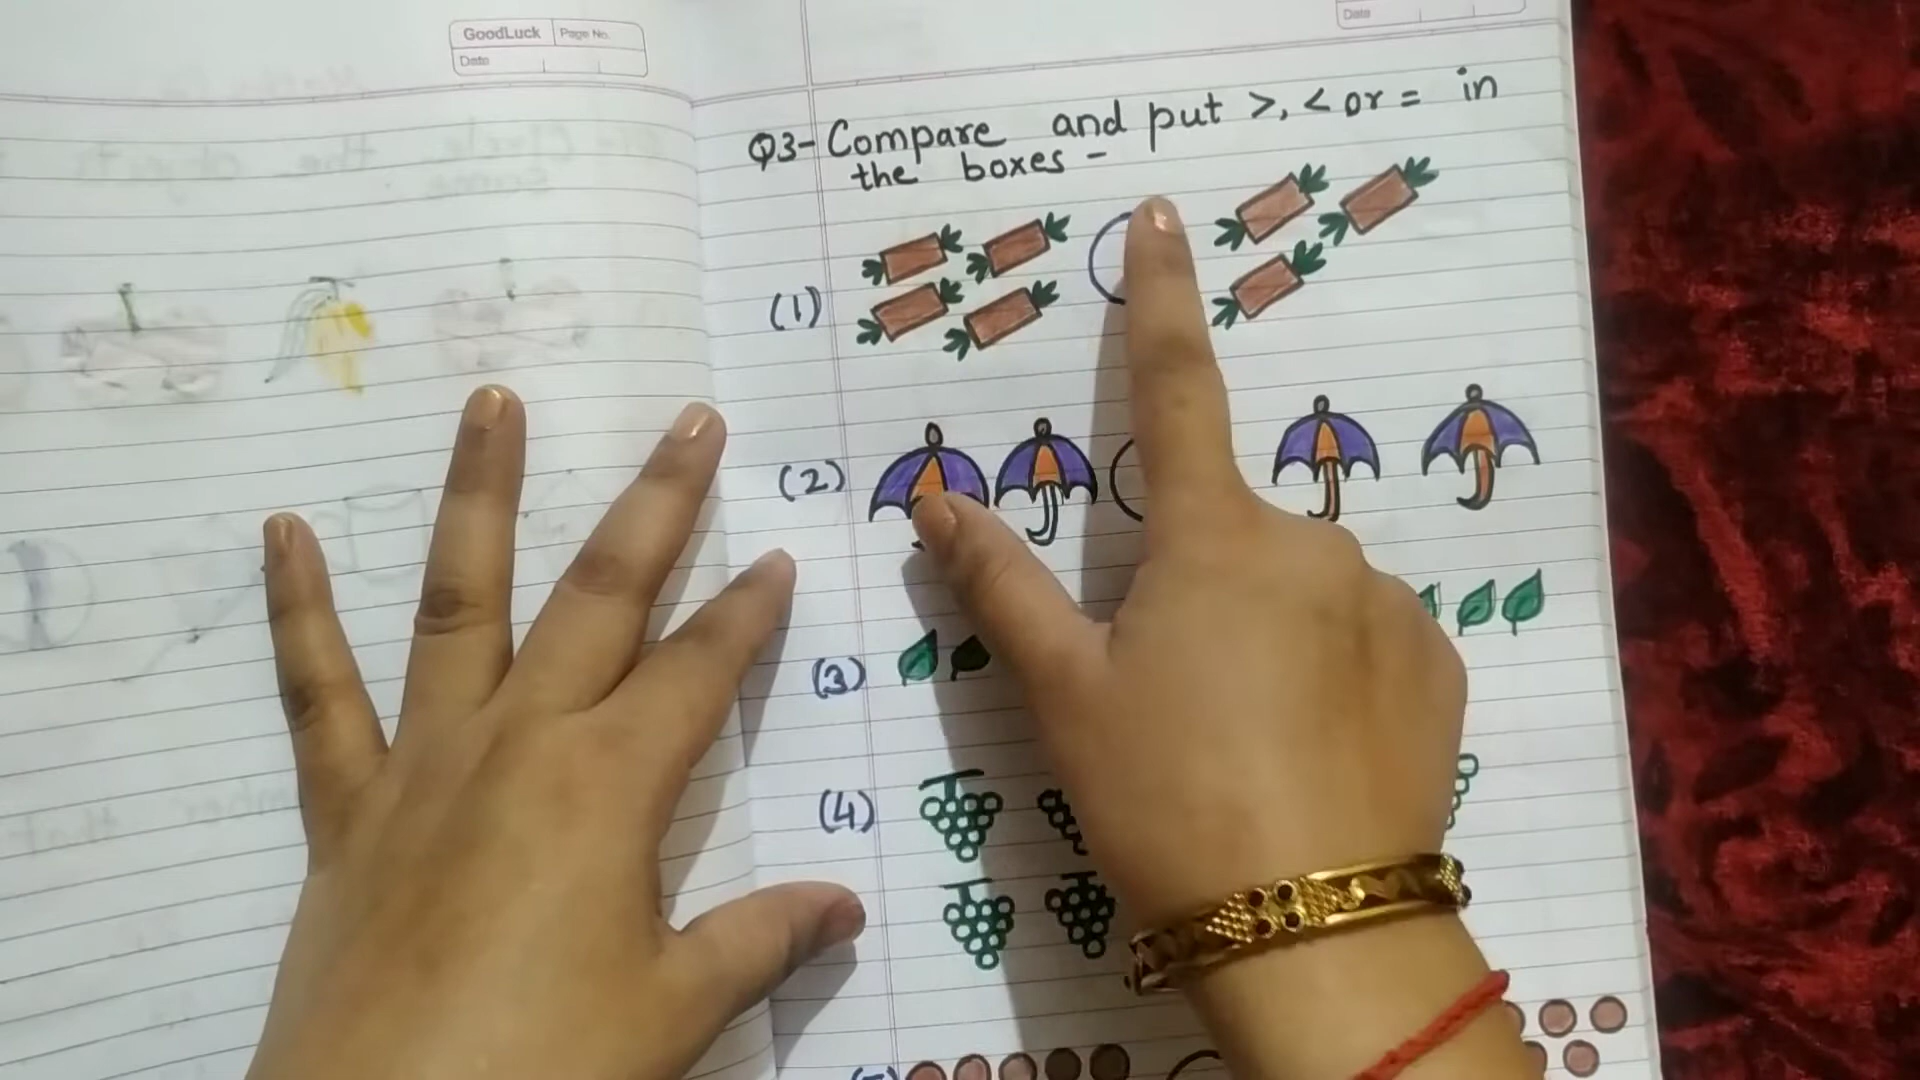 GoodLuck Page No.
Date
Date
Q3- Compare and put >, < or = in
the boxes -
(1)
(2)
(3)
(4)